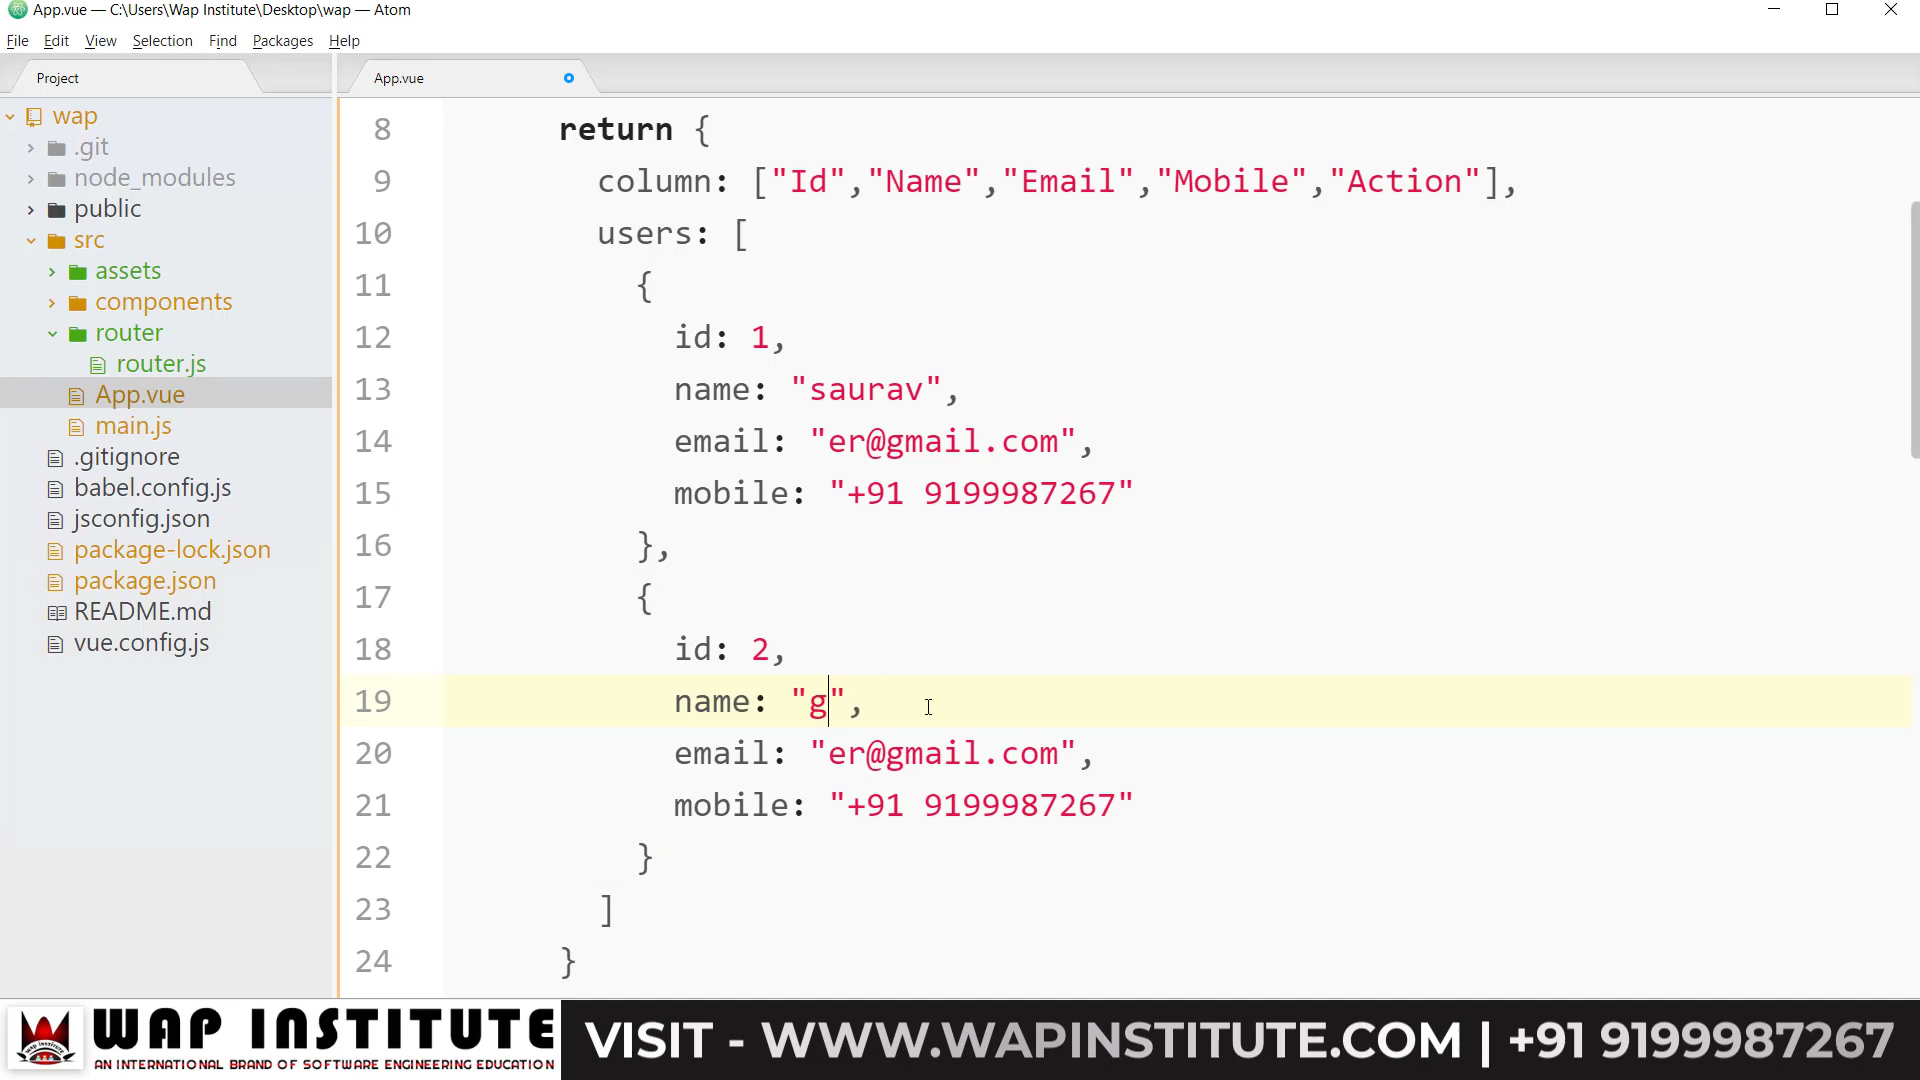 App.vue — C:\Users\Wap Institute\Desktop\wap — Atom
File Edit View Selection Find Packages Help
Project
App.vue
wap
.git
node_modules
public
src
assets
components
router
router.js
App.vue
main.js
.gitignore
babel.config.js
jsconfig.json
package-lock.json
package.json
README.md
vue.config.js
8 return {
9 column: ["Id","Name","Email","Mobile","Action"],
10 users: [
11 {
12 id: 1,
13 name: "saurav",
14 email: "er@gmail.com",
15 mobile: "+91 9199987267"
16 },
17 {
18 id: 2,
19 name: "g",
20 email: "er@gmail.com",
21 mobile: "+91 9199987267"
22 }
23 ]
24 }
wap institute
WAP INSTITUTE
AN INTERNATIONAL BRAND OF SOFTWARE ENGINEERING EDUCATION
VISIT - WWW.WAPINSTITUTE.COM | +91 9199987267